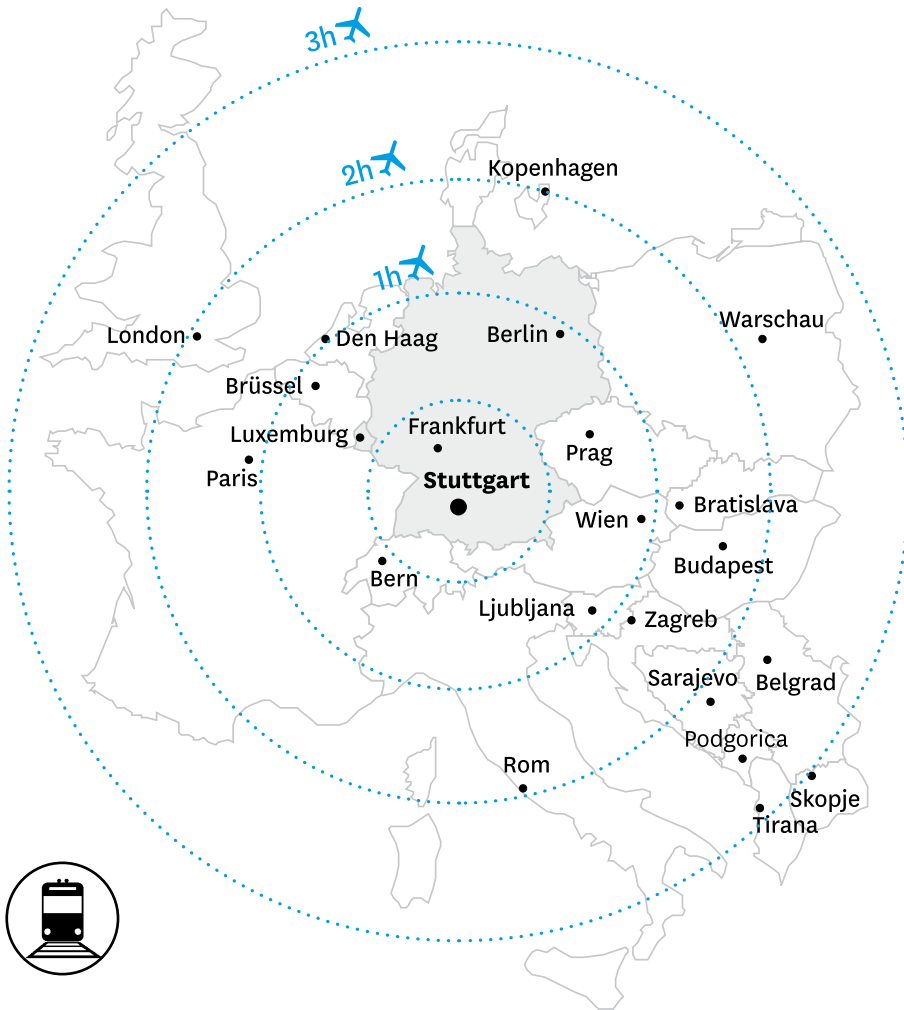 3h
2h
Kopenhagen
1h
Warschau
London
Den Haag
Berlin
Brüssel
Frankfurt
Luxemburg
Prag
Paris
Stuttgart
Bratislava
Wien
Budapest
Bern
Ljubljana
Zagreb
Sarajevo
Belgrad
Podgorica
Rom
Skopje
Tirana